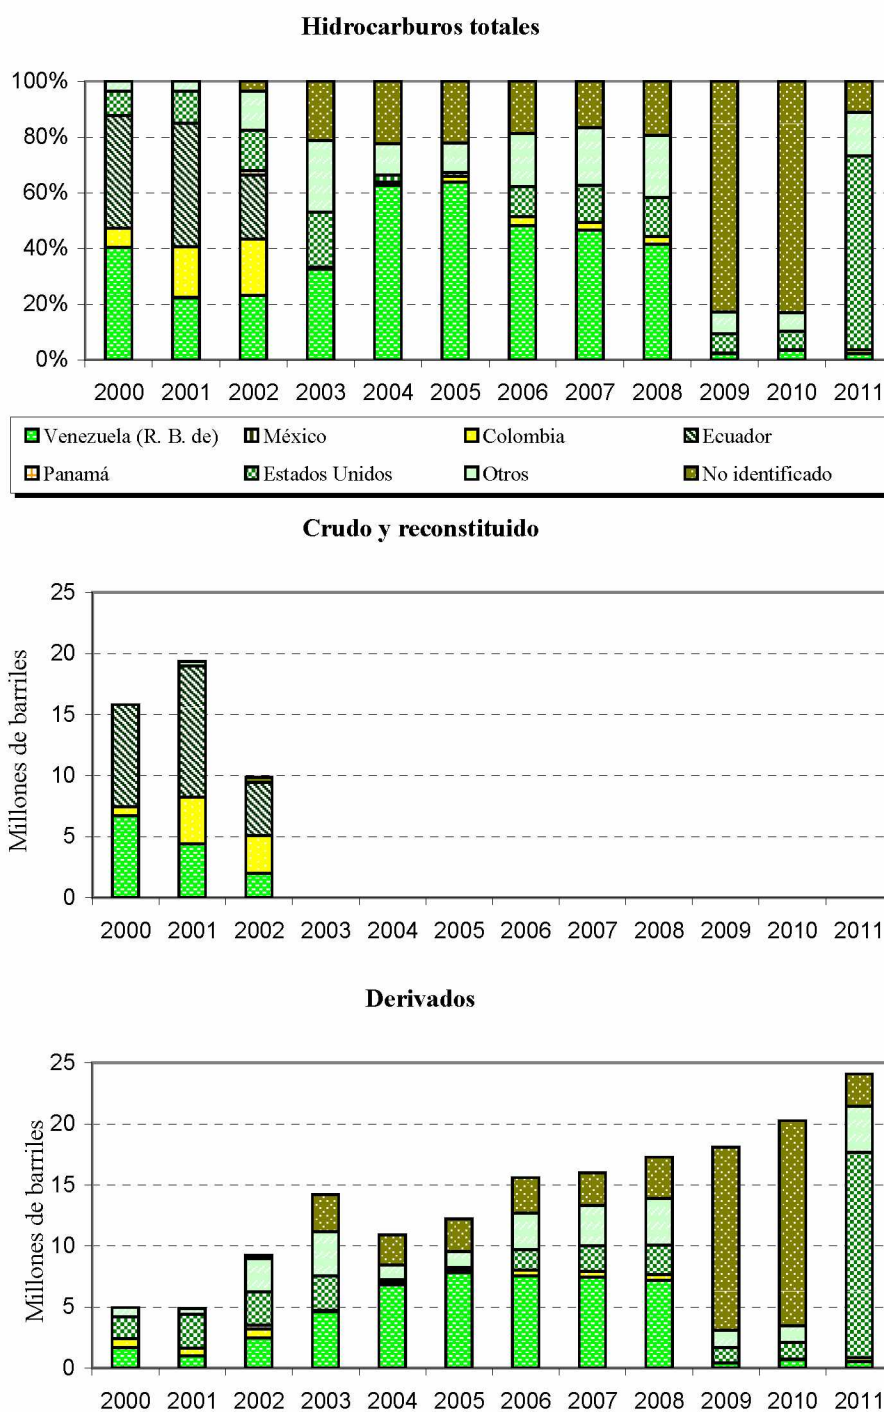 Hidrocarburos totales
100%
80%
60%
40%
20%
0%
2000 2001 2002 2003 2004 2005 2006 2007 2008 2009 2010 2011
Venezuela (R. B. de) México Colombia Ecuador
Panamá Estados Unidos Otros No identificado
Crudo y reconstituido
Millones de barriles
25
20
15
10
5
0
2000 2001 2002 2003 2004 2005 2006 2007 2008 2009 2010 2011
Derivados
Millones de barriles
25
20
15
10
5
0
2000 2001 2002 2003 2004 2005 2006 2007 2008 2009 2010 2011